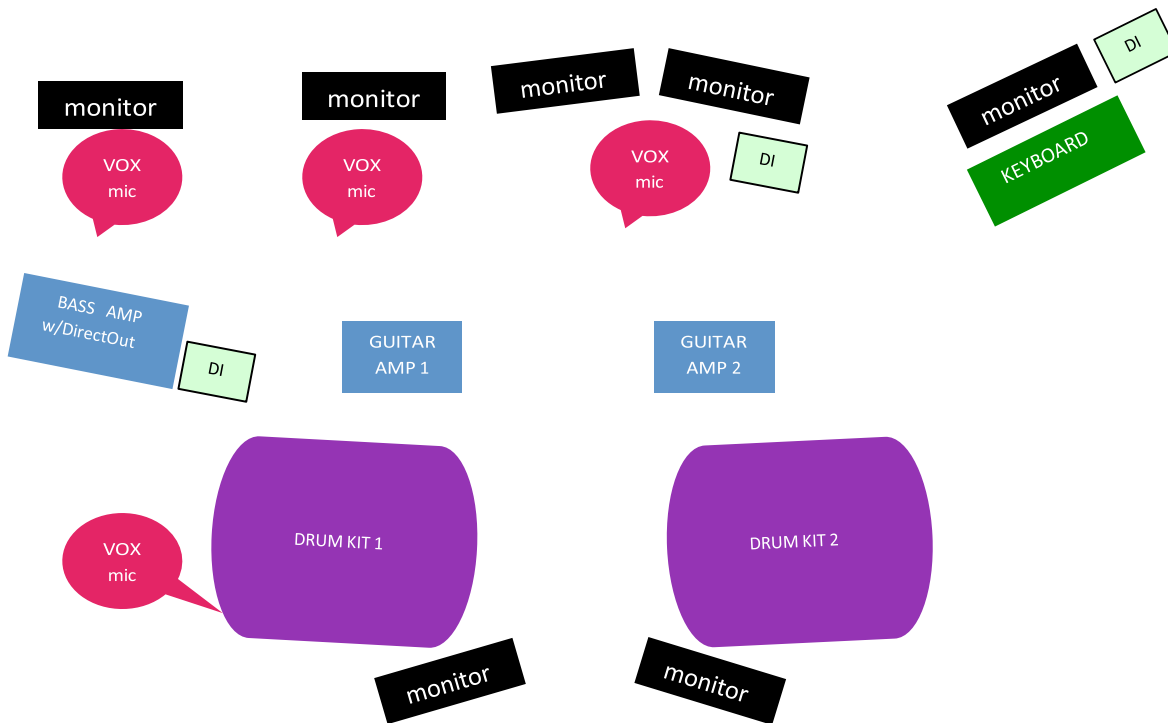 monitor
VOX
mic
monitor
VOX
mic
monitor
monitor
VOX
mic
DI
monitor
DI
KEYBOARD
BASS AMP
w/DirectOut
DI
GUITAR
AMP 1
GUITAR
AMP 2
VOX
mic
DRUM KIT 1
DRUM KIT 2
monitor
monitor